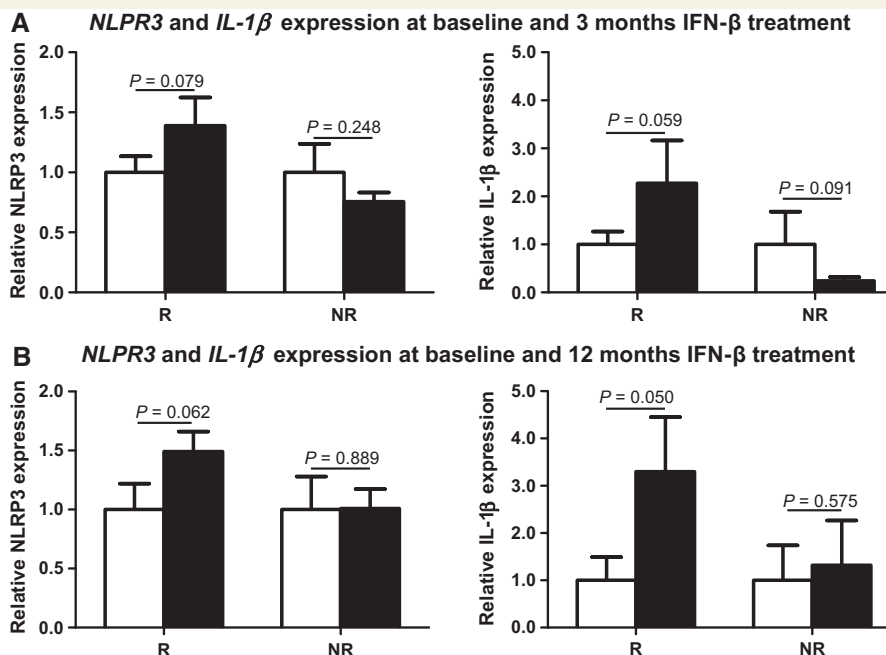 A NLPR3 and IL-1β expression at baseline and 3 months IFN-β treatment
Relative NLRP3 expression
2.0
1.5
1.0
0.5
0.0
P = 0.079
P = 0.248
R NR
Relative IL-1β expression
5.0
4.0
3.0
2.0
1.0
0.0
P = 0.059
P = 0.091
R NR
B NLPR3 and IL-1β expression at baseline and 12 months IFN-β treatment
Relative NLRP3 expression
2.0
1.5
1.0
0.5
0.0
P = 0.062
P = 0.889
R NR
Relative IL-1β expression
5.0
4.0
3.0
2.0
1.0
0.0
P = 0.050
P = 0.575
R NR